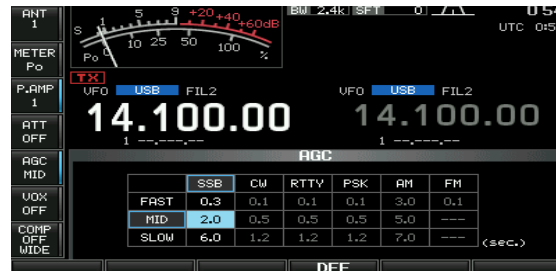 ANT
1
METER
Po
P.AMP
1
ATT
OFF
AGC
MID
VOX
OFF
COMP
OFF
WIDE
S 1 5 9 +20 +40 +60dB
Po 0 10 25 50 100 %
BW 2.4k SFT 0
UTC
TX
VFO USB FIL2
14.100.00
1 --.---.--
VFO USB FIL2
14.100.00
1 --.---.--
AGC
SSB CW RTTY PSK AM FM
FAST 0.3 0.1 0.1 0.1 3.0 0.1
MID 2.0 0.5 0.5 0.5 5.0 ---
SLOW 6.0 1.2 1.2 1.2 7.0 ---
(sec.)